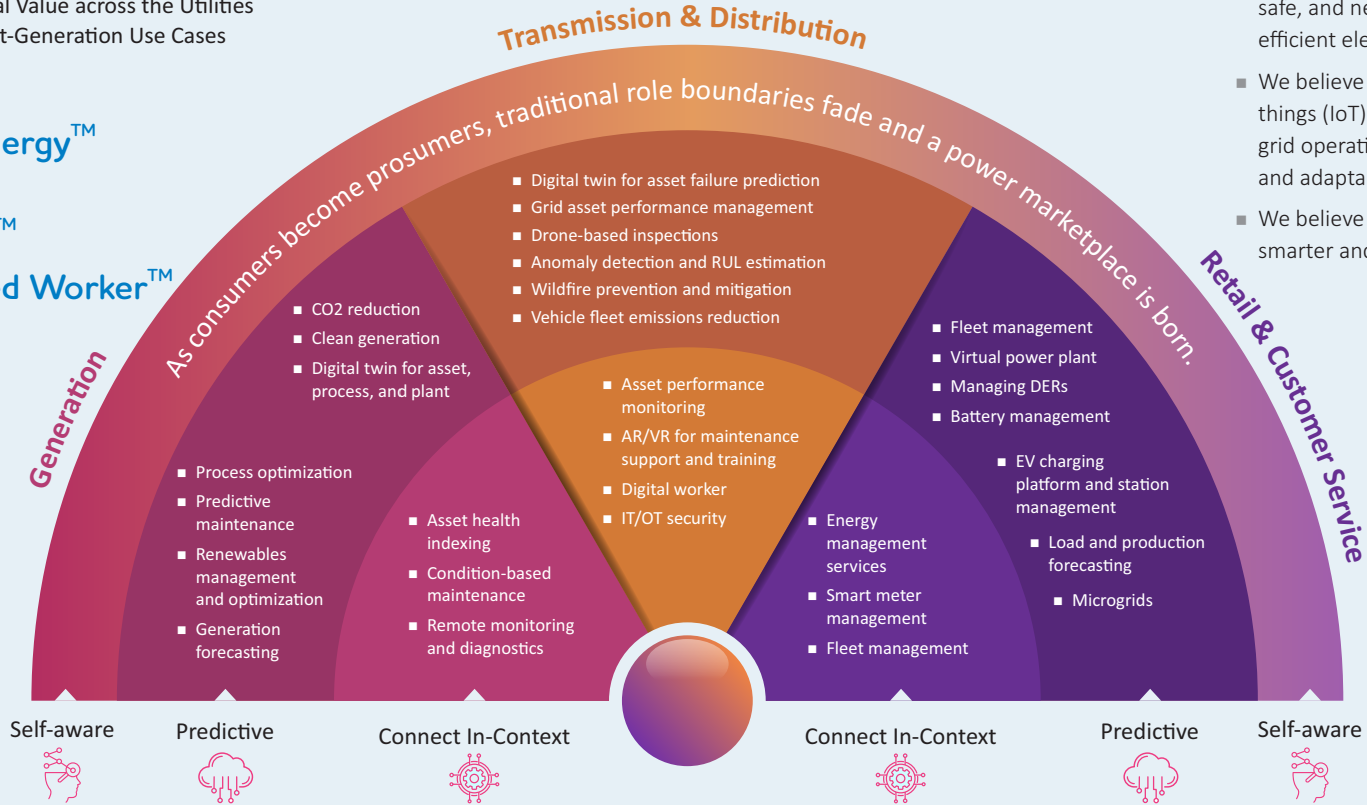 al Value across the Utilities
t-Generation Use Cases
ergy™
™
d Worker™
safe, and ne
efficient ele
■ We believe
things (IoT)
grid operati
and adapta
■ We believe
smarter and
Transmission & Distribution
As consumers become prosumers, traditional role boundaries fade and a power marketplace is born.
Generation
Retail & Customer Service
■ Digital twin for asset failure prediction
■ Grid asset performance management
■ Drone-based inspections
■ Anomaly detection and RUL estimation
■ Wildfire prevention and mitigation
■ Vehicle fleet emissions reduction
■ CO2 reduction
■ Clean generation
■ Digital twin for asset,
process, and plant
■ Process optimization
■ Predictive
maintenance
■ Renewables
management
and optimization
■ Generation
forecasting
■ Asset health
indexing
■ Condition-based
maintenance
■ Remote monitoring
and diagnostics
■ Asset performance
monitoring
■ AR/VR for maintenance
support and training
■ Digital worker
■ IT/OT security
■ Energy
management
services
■ Smart meter
management
■ Fleet management
■ Fleet management
■ Virtual power plant
■ Managing DERs
■ Battery management
■ EV charging
platform and station
management
■ Load and production
forecasting
■ Microgrids
Self-aware
Predictive
Connect In-Context
Connect In-Context
Predictive
Self-aware